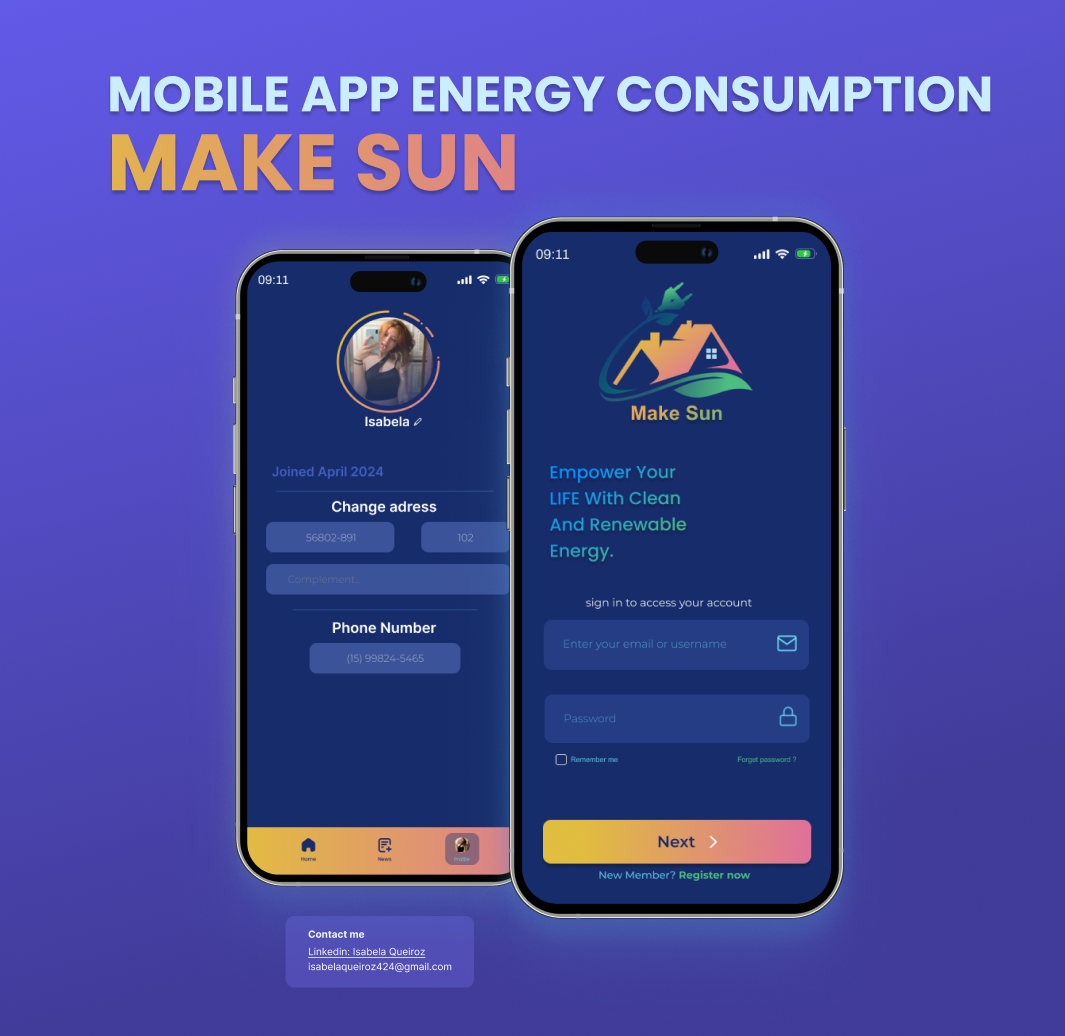 MOBILE APP ENERGY CONSUMPTION
MAKE SUN
09:11
Isabela
Joined April 2024
Change adress
56802-891
102
Complement.
Phone Number
(15) 99824-5465
Home
News
Profile
09:11
Make Sun
Empower Your
LIFE With Clean
And Renewable
Energy.
sign in to access your account
Enter your email or username
Password
Remember me
Forget password ?
Next
New Member? Register now
Contact me
Linkedin: Isabela Queiroz
isabelaqueiroz424@gmail.com